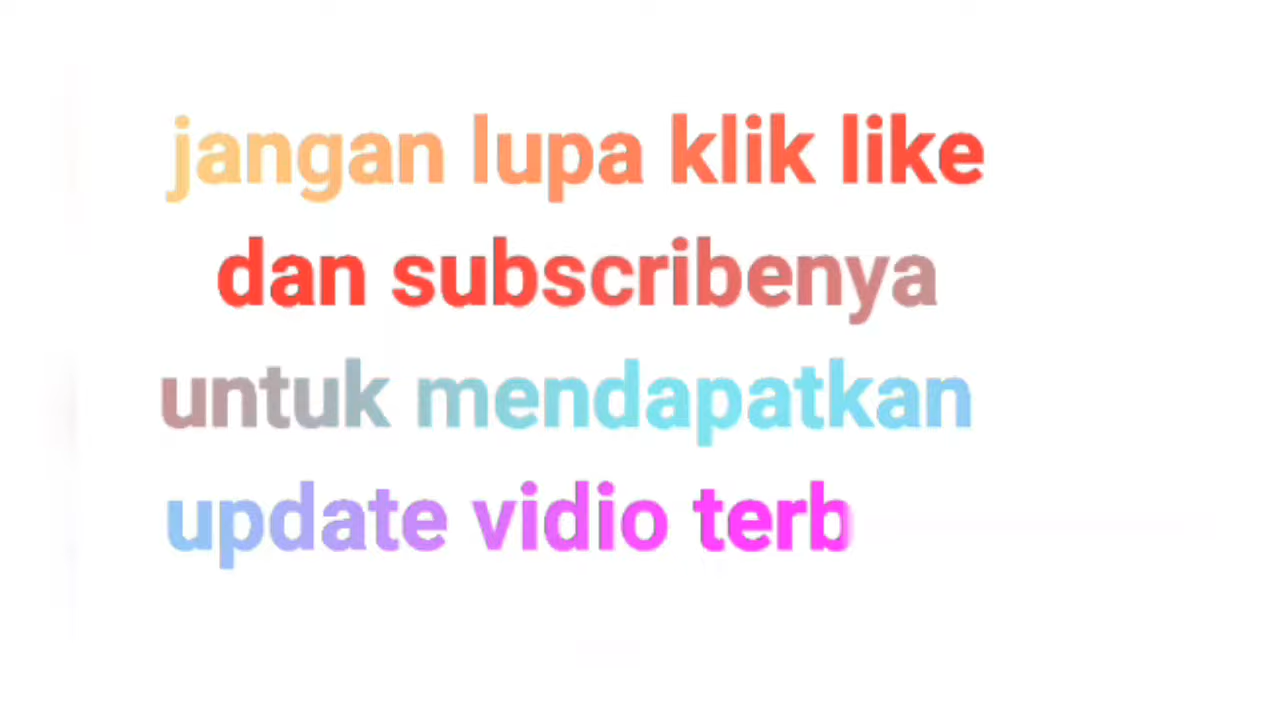 jangan lupa klik like
dan subscribenya
untuk mendapatkan
update vidio terb